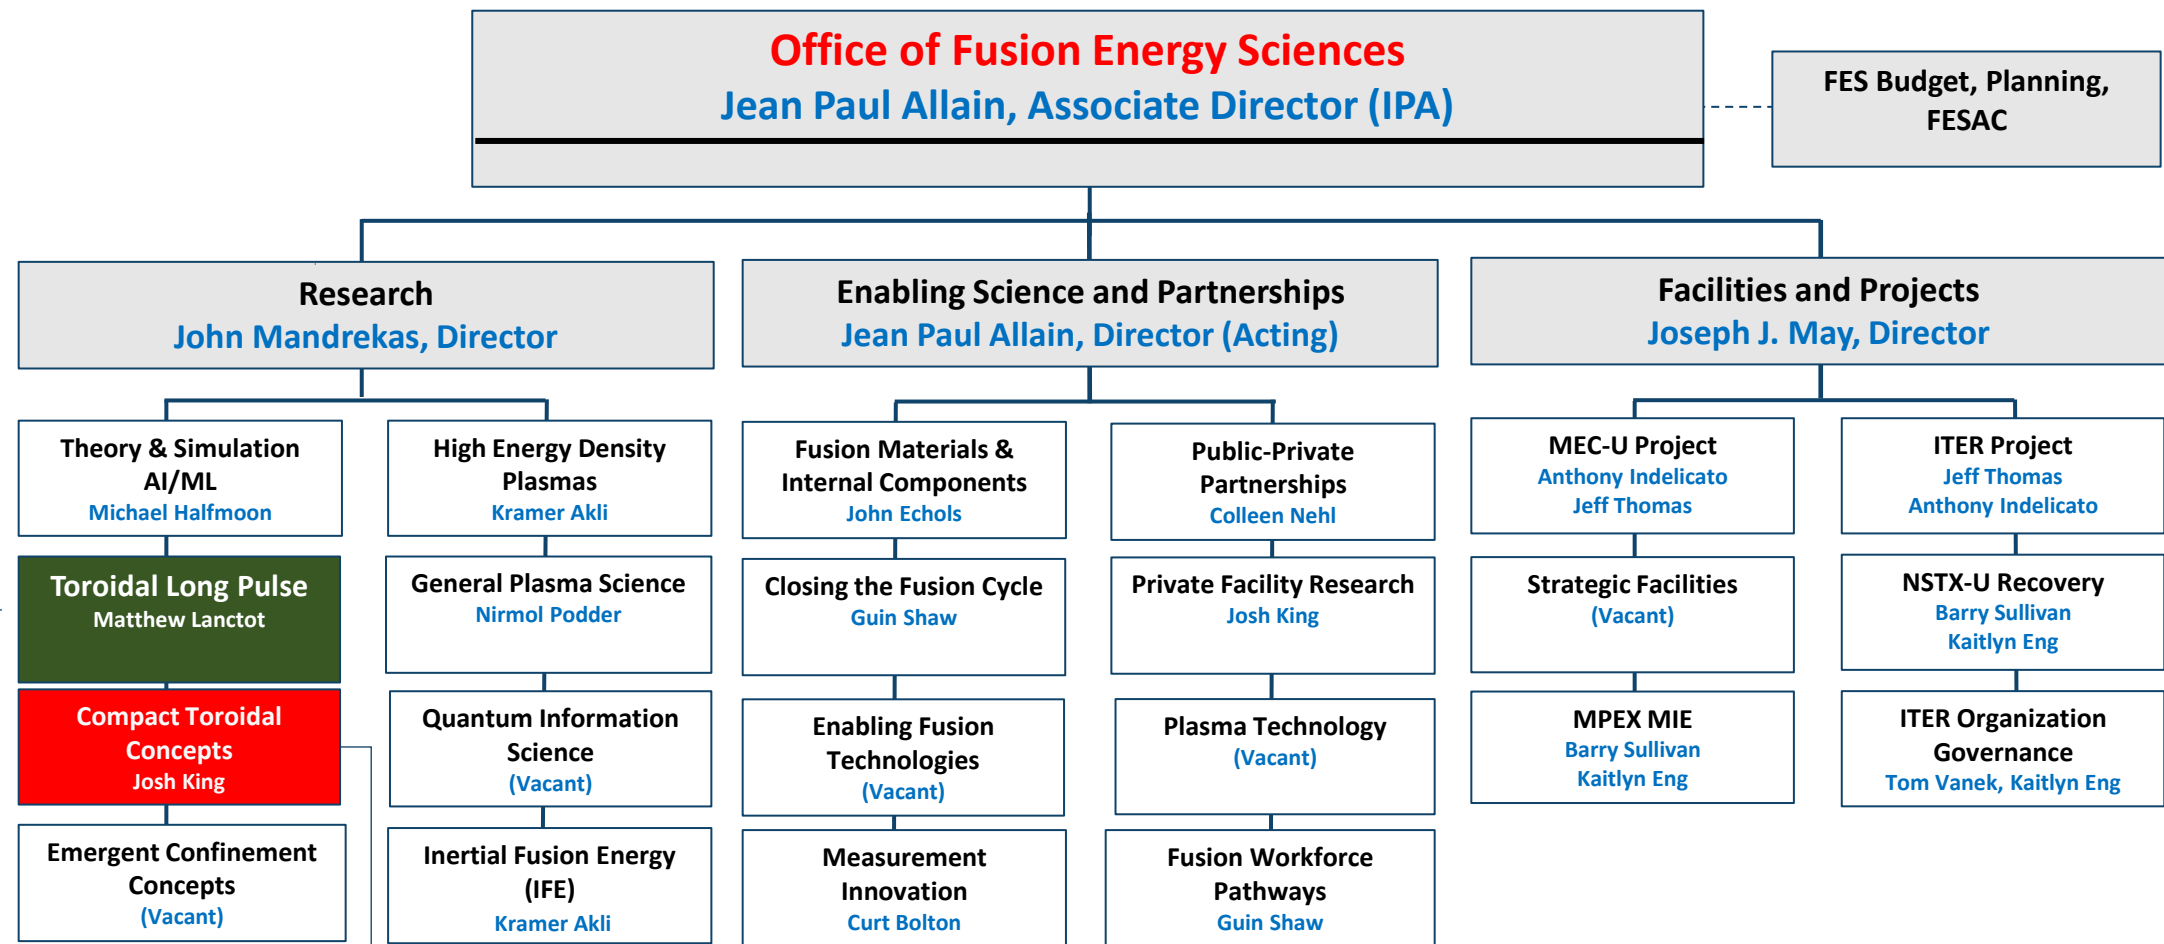 Office of Fusion Energy Sciences
Jean Paul Allain, Associate Director (IPA)
FES Budget, Planning,
FESAC
Research
John Mandrekas, Director
Enabling Science and Partnerships
Jean Paul Allain, Director (Acting)
Facilities and Projects
Joseph J. May, Director
Theory & Simulation
AI/ML
Michael Halfmoon
Toroidal Long Pulse
Matthew Lanctot
Compact Toroidal
Concepts
Josh King
Emergent Confinement
Concepts
(Vacant)
High Energy Density
Plasmas
Kramer Akli
General Plasma Science
Nirmol Podder
Quantum Information
Science
(Vacant)
Inertial Fusion Energy
(IFE)
Kramer Akli
Fusion Materials &
Internal Components
John Echols
Closing the Fusion Cycle
Guin Shaw
Enabling Fusion
Technologies
(Vacant)
Measurement
Innovation
Curt Bolton
Public-Private
Partnerships
Colleen Nehl
Private Facility Research
Josh King
Plasma Technology
(Vacant)
Fusion Workforce
Pathways
Guin Shaw
MEC-U Project
Anthony Indelicato
Jeff Thomas
Strategic Facilities
(Vacant)
MPEX MIE
Barry Sullivan
Kaitlyn Eng
ITER Project
Jeff Thomas
Anthony Indelicato
NSTX-U Recovery
Barry Sullivan
Kaitlyn Eng
ITER Organization
Governance
Tom Vanek, Kaitlyn Eng